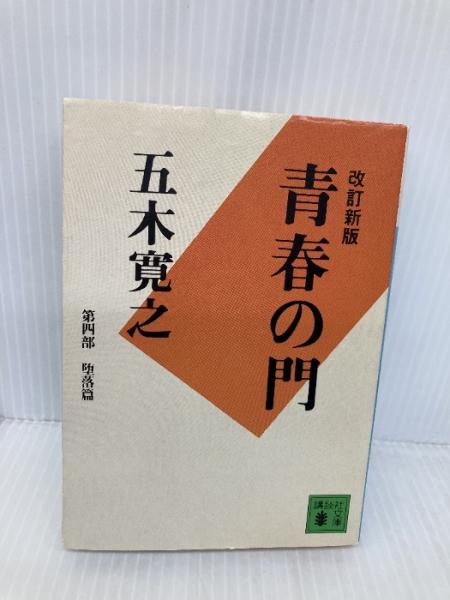 改訂新版
青春の門
五木寛之
第四部 堕落篇
講談社文庫